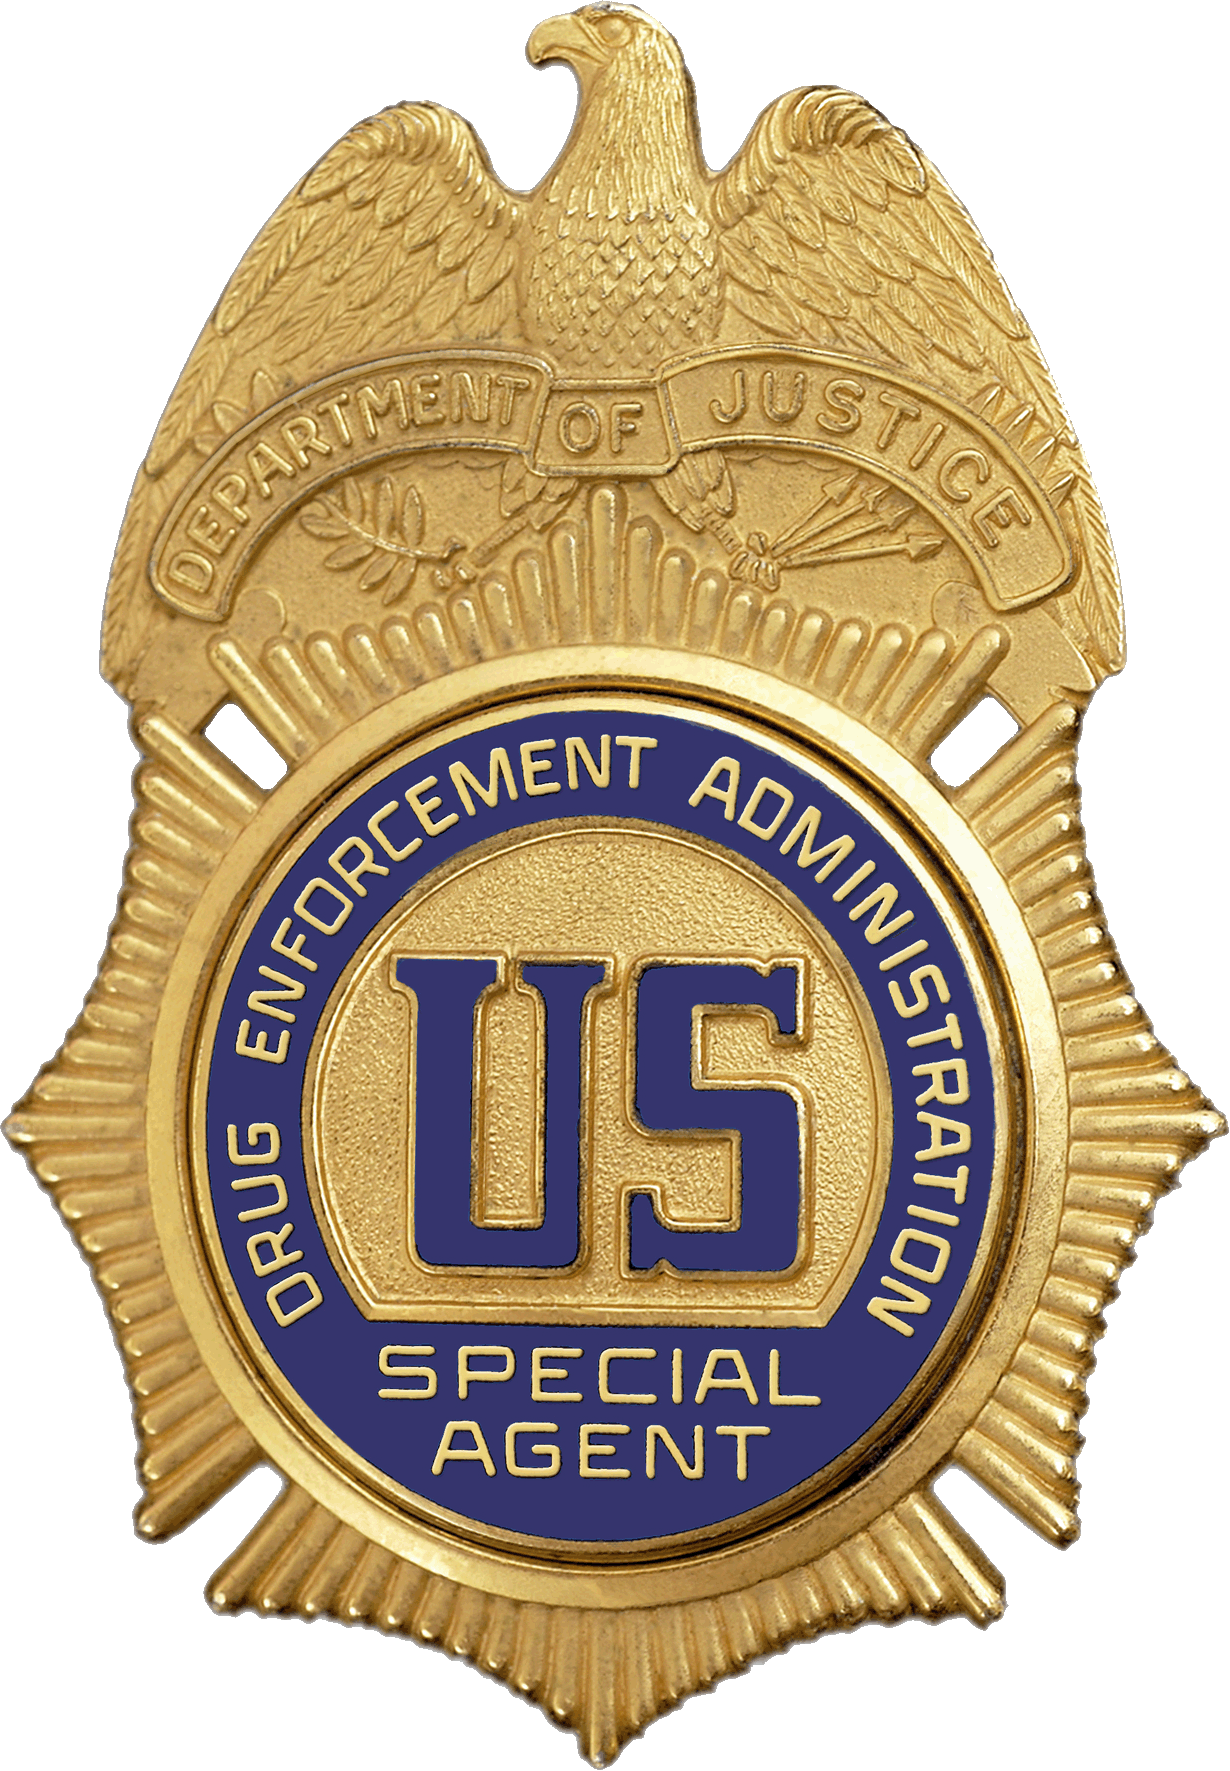 DEPARTMENT OF JUSTICE
DRUG ENFORCEMENT ADMINISTRATION
US
SPECIAL
AGENT